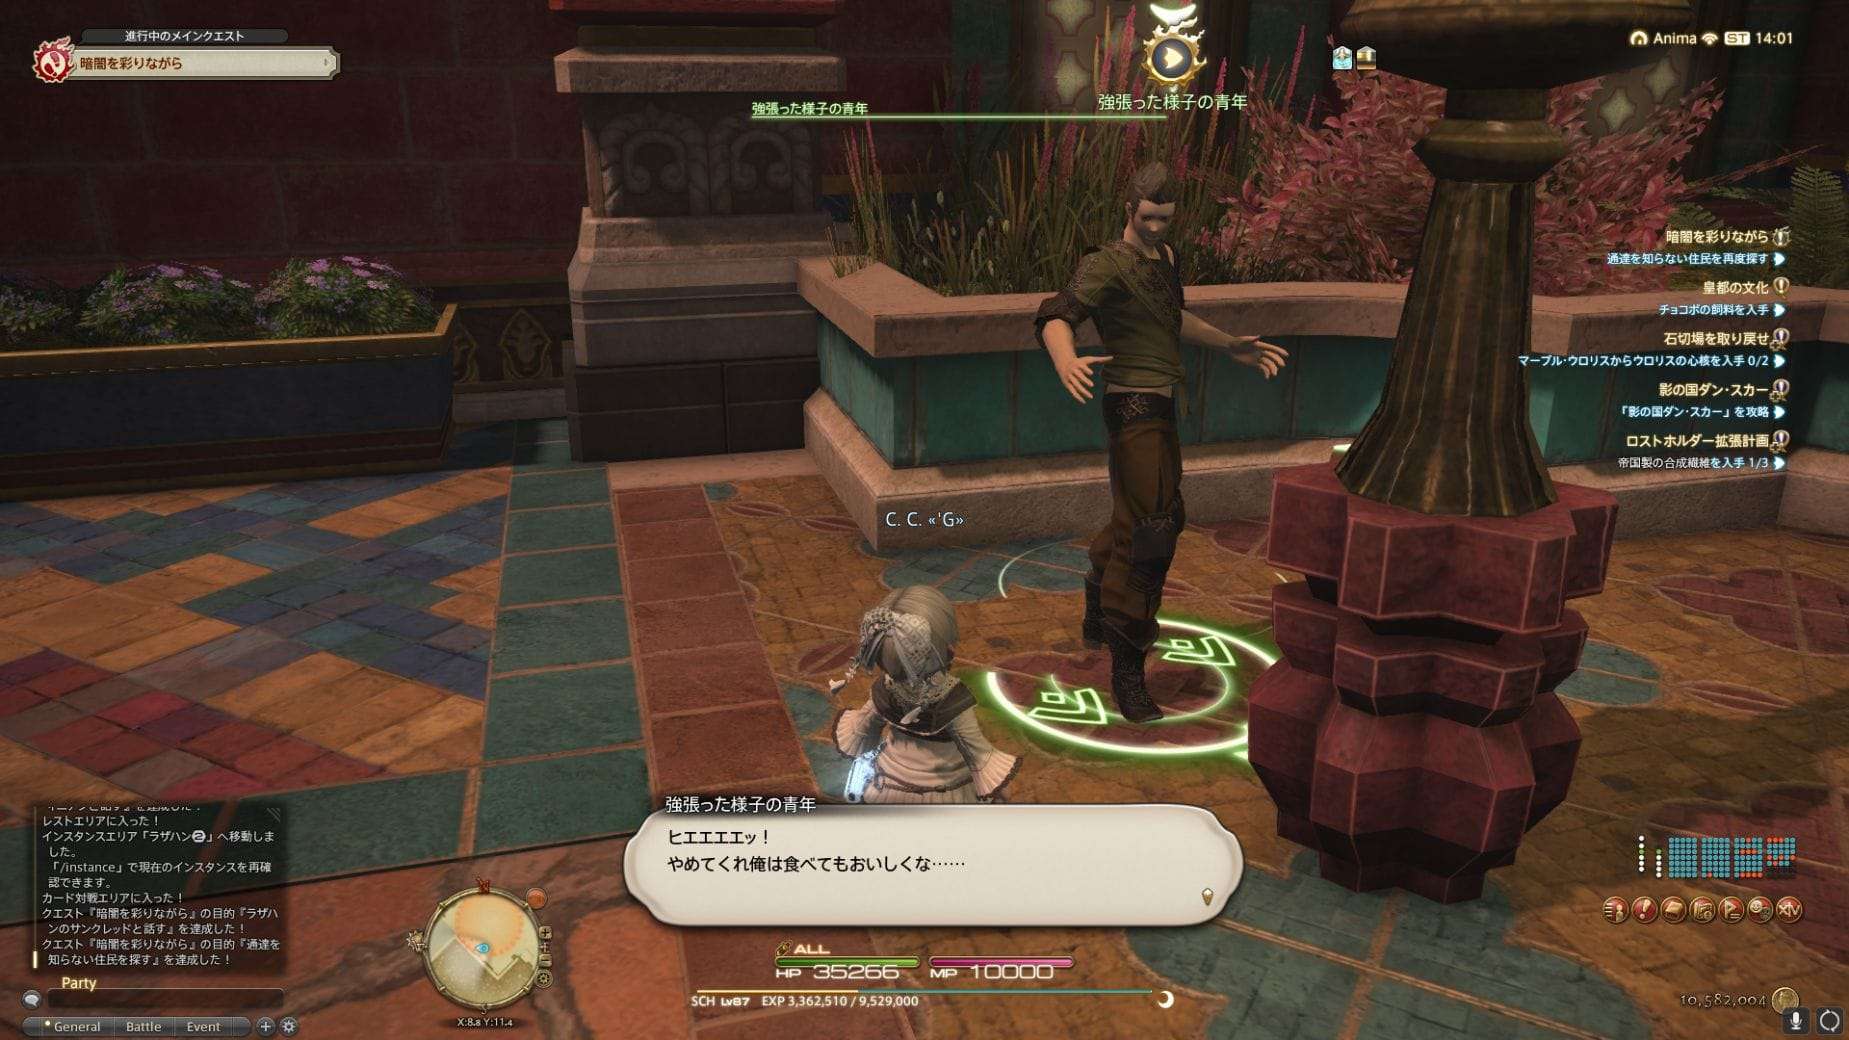 進行中のメインクエスト
暗闇を彩りながら
Anima ST 14:01
強張った様子の青年
強張った様子の青年
暗闇を彩りながら
通達を知らない住民を再度探す
皇都の文化
チョコボの飼料を入手
石切場を取り戻せ
マーブル・ウロリスからウロリスの心核を入手 0/2
影の国ダン・スカー
「影の国ダン・スカー」を攻略
ロストホルダー拡張計画
帝国製の合成繊維を入手 1/3
C. C. «'G»
強張った様子の青年
ヒエエエエッ！
やめてくれ俺は食べてもおいしくな……
レストエリアに入った！
インスタンスエリア「ラザハン2」へ移動しま
した。
「/instance」で現在のインスタンスを再確
認できます。
カード対戦エリアに入った！
クエスト『暗闇を彩りながら』の目的『ラザハ
ンのサンクレッドと話す』を達成した！
クエスト『暗闇を彩りながら』の目的『通達を
知らない住民を探す』を達成した！
Party
General Battle Event
X:8.8 Y:11.4
ALL
HP 35266 MP 10000
SCH Lv87 EXP 3,362,510 / 9,529,000
XIV
10,582,004